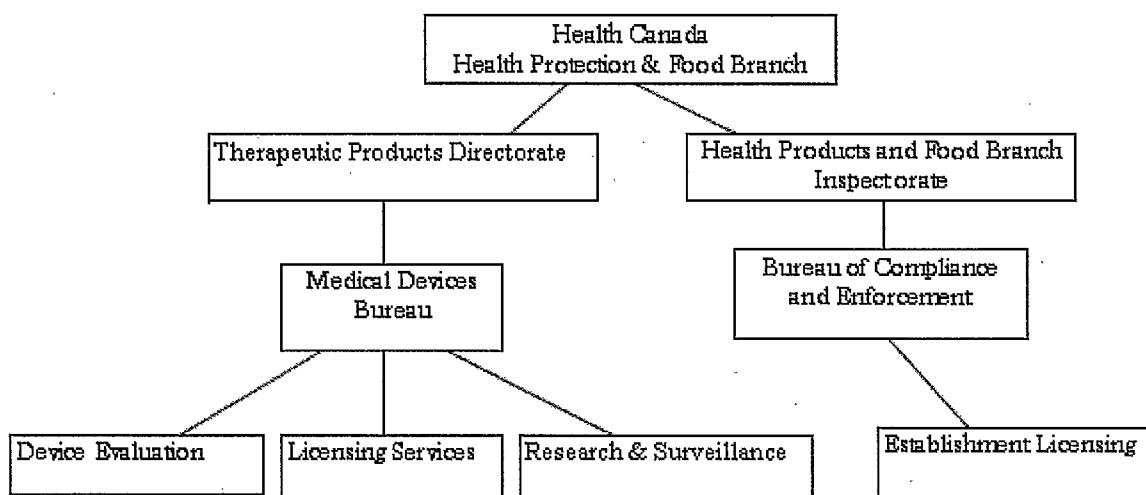 Health Canada
Health Protection & Food Branch
Therapeutic Products Directorate
Health Products and Food Branch
Inspectorate
Medical Devices
Bureau
Bureau of Compliance
and Enforcement
Device Evaluation
Licensing Services
Research & Surveillance
Establishment Licensing